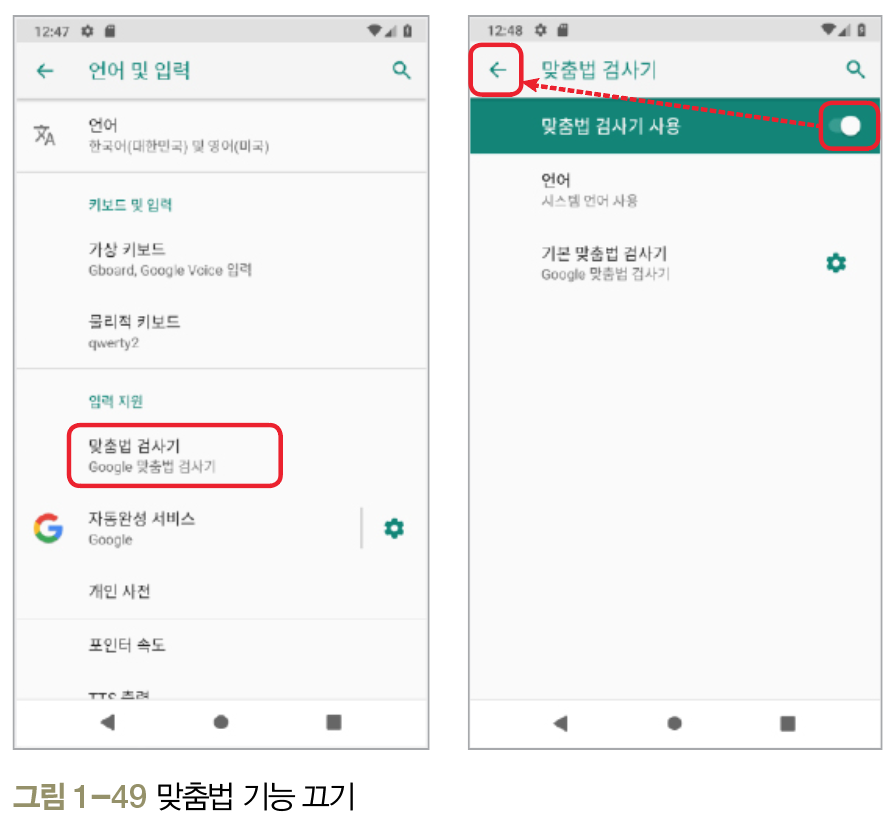 12:47
언어 및 입력
언어
한국어(대한민국) 및 영어(미국)
키보드 및 입력
가상 키보드
Gboard, Google Voice 입력
물리적 키보드
qwerty2
입력 지원
맞춤법 검사기
Google 맞춤법 검사기
자동완성 서비스
Google
개인 사전
포인터 속도
TTS 출력
12:48
맞춤법 검사기
맞춤법 검사기 사용
언어
시스템 언어 사용
기본 맞춤법 검사기
Google 맞춤법 검사기
그림 1-49 맞춤법 기능 끄기